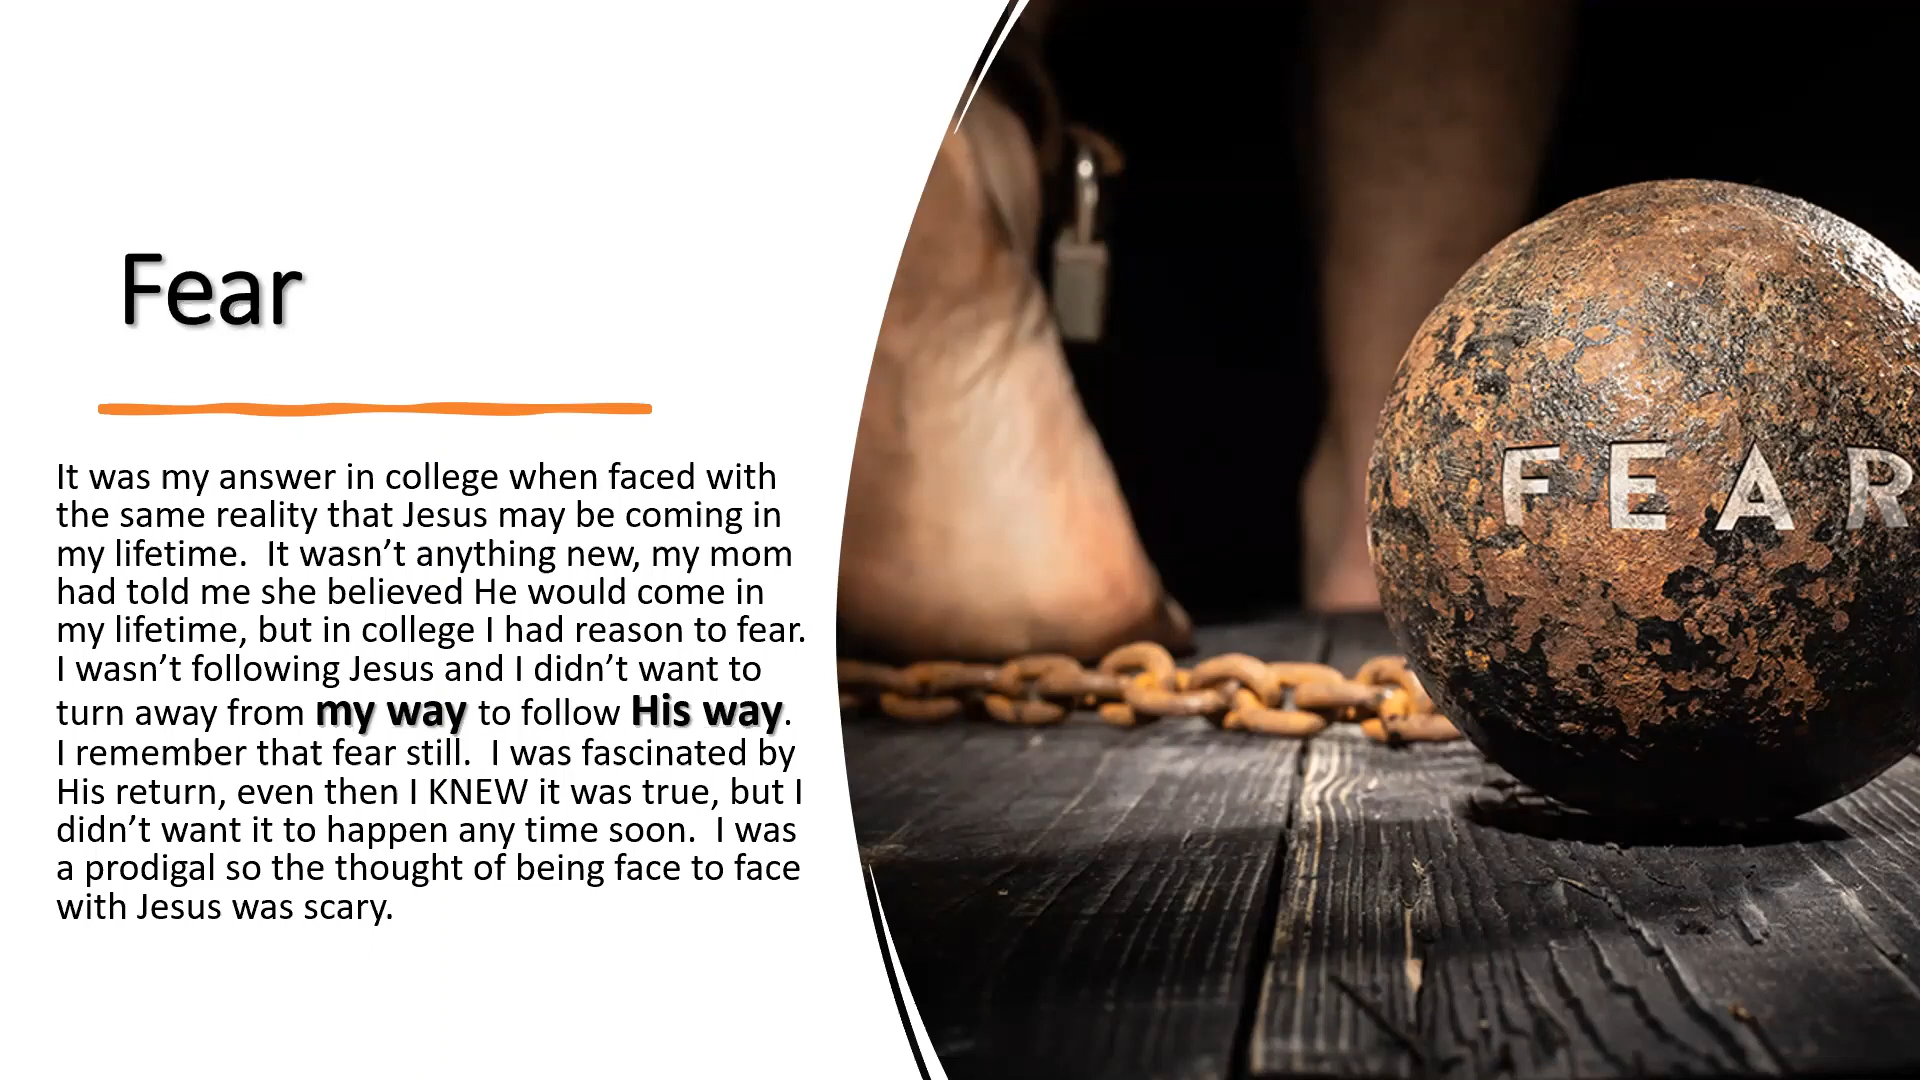 Fear
It was my answer in college when faced with
the same reality that Jesus may be coming in
my lifetime.  It wasn’t anything new, my mom
had told me she believed He would come in
my lifetime, but in college I had reason to fear.
I wasn’t following Jesus and I didn’t want to
turn away from my way to follow His way.
I remember that fear still.  I was fascinated by
His return, even then I KNEW it was true, but I
didn’t want it to happen any time soon.  I was
a prodigal so the thought of being face to face
with Jesus was scary.
FEAR